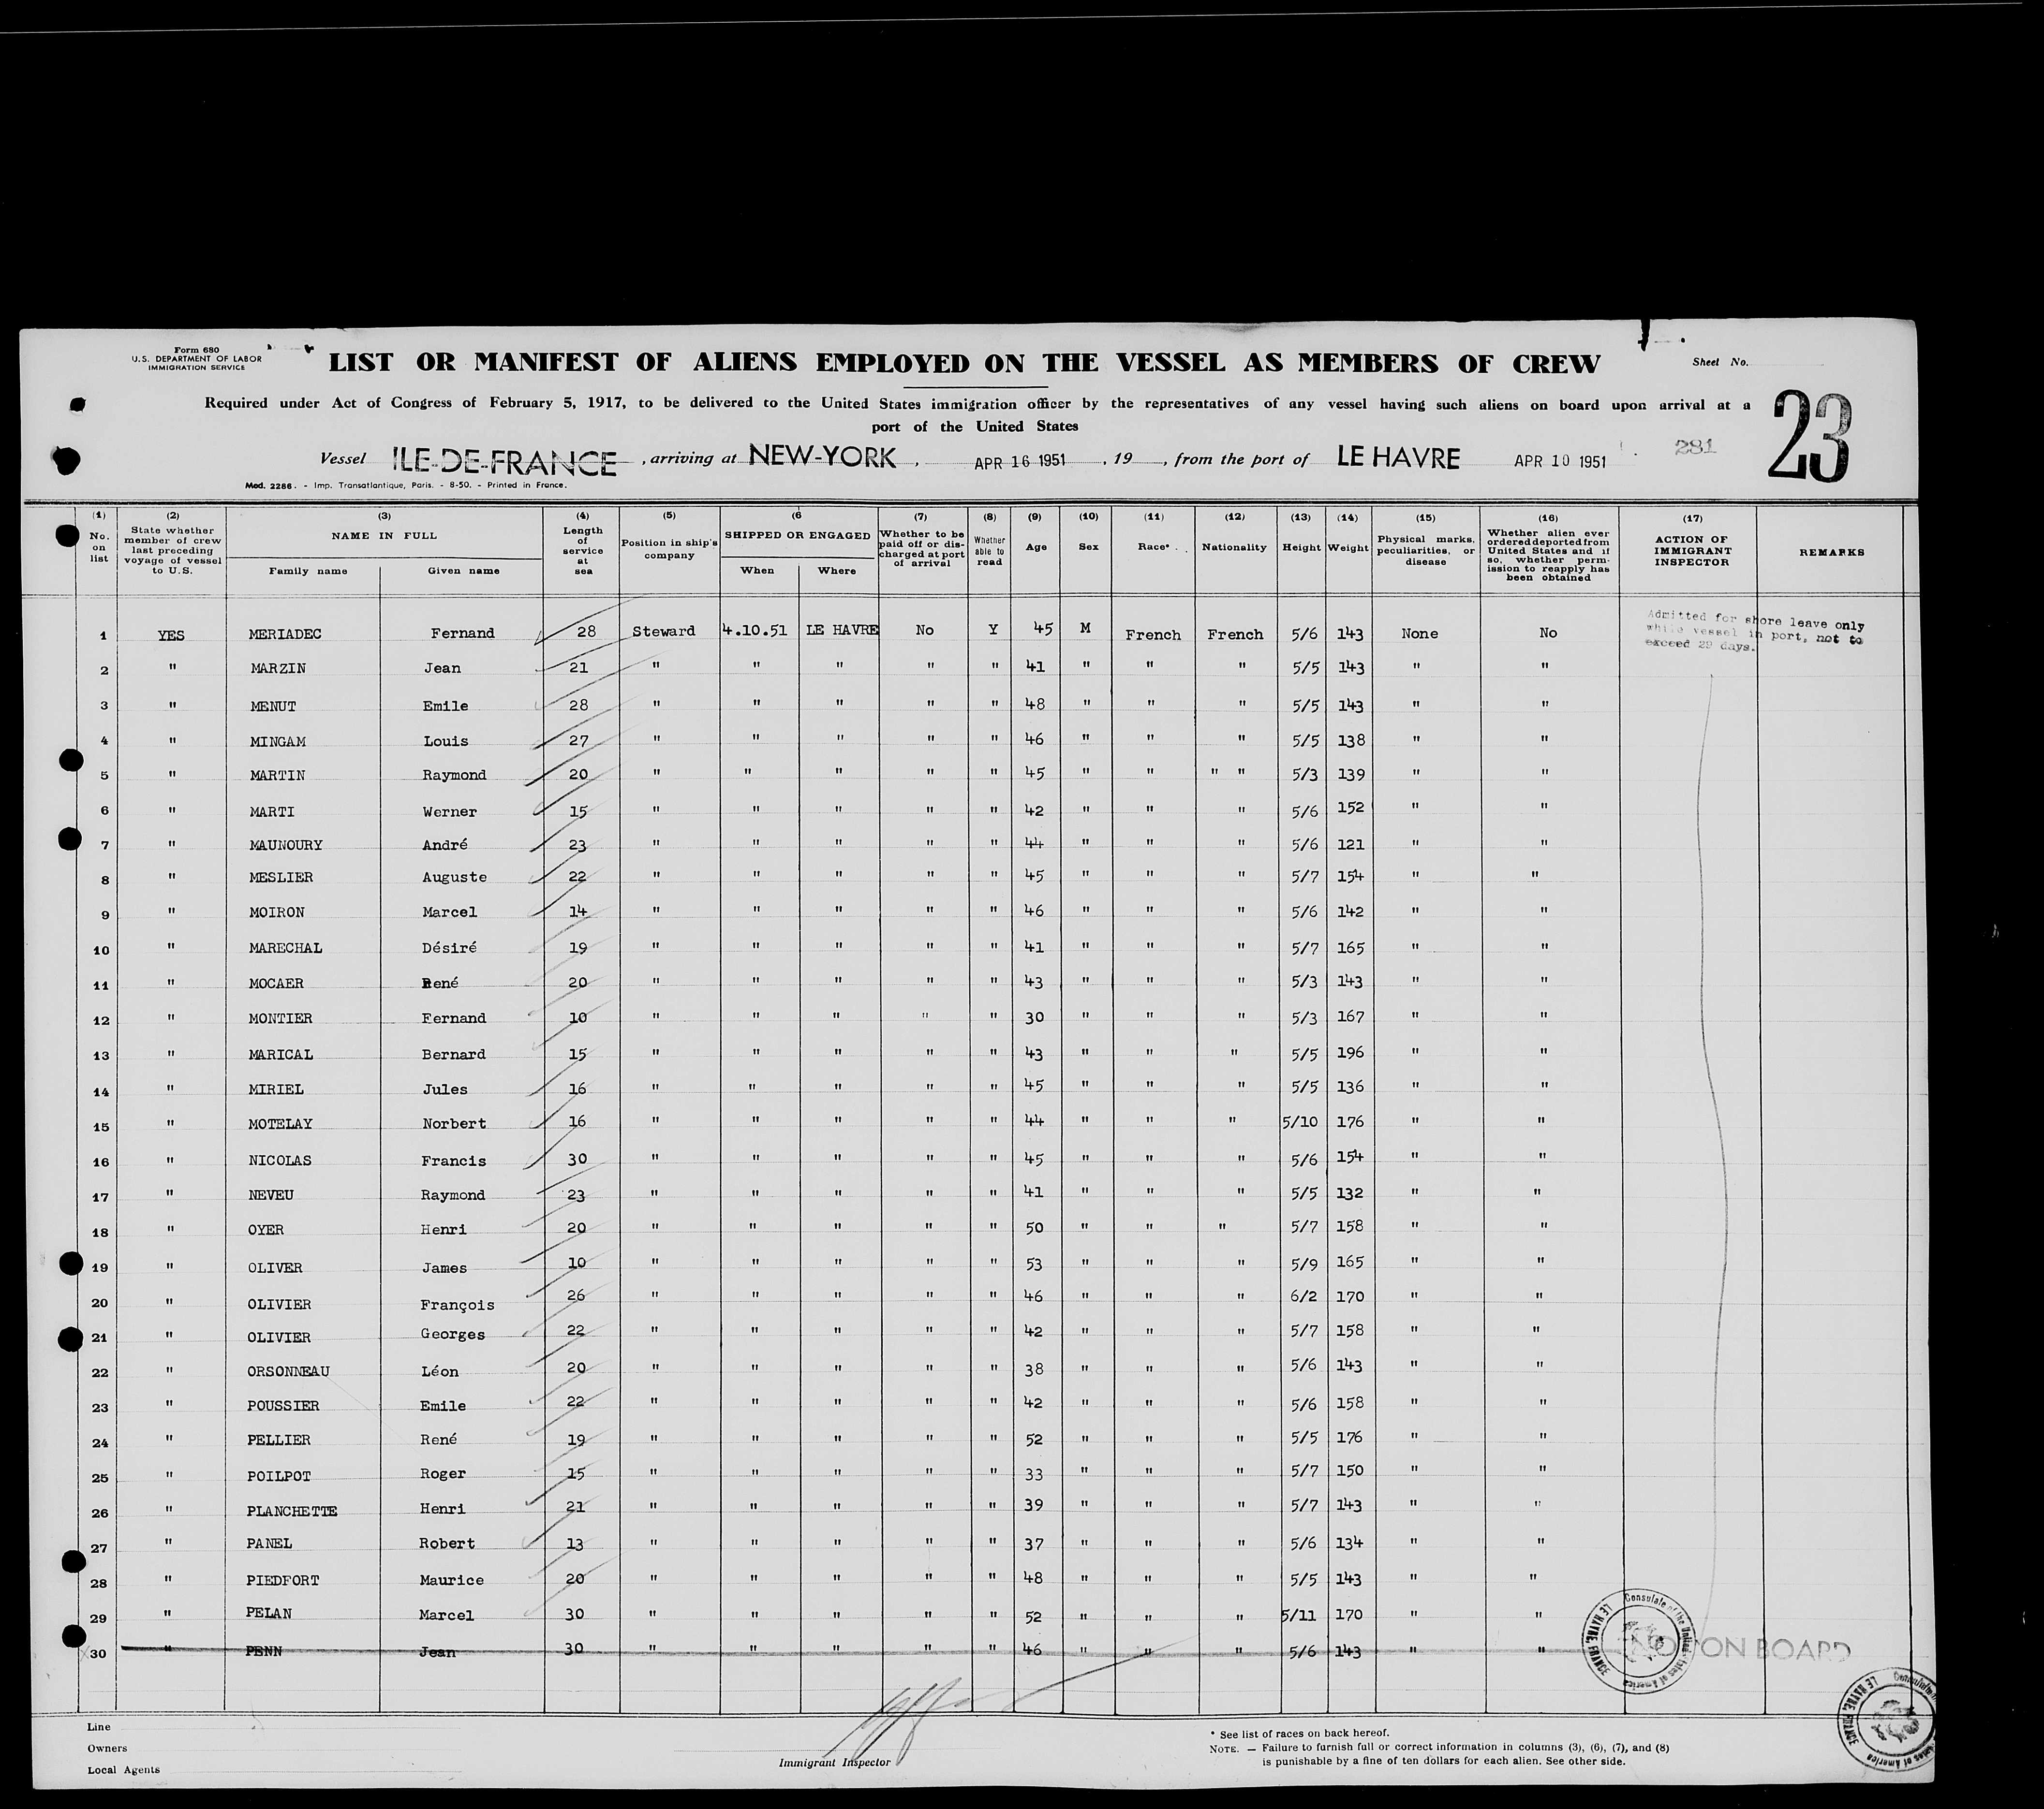 Form 680
U.S. DEPARTMENT OF LABOR
IMMIGRATION SERVICE
LIST OR MANIFEST OF ALIENS EMPLOYED ON THE VESSEL AS MEMBERS OF CREW
Sheet No.
23
Required under Act of Congress of February 5, 1917, to be delivered to the United States immigration officer by the representatives of any vessel having such aliens on board upon arrival at a
port of the United States
Vessel ILE-DE-FRANCE , arriving at NEW-YORK , APR 16 1951 , 19 , from the port of LE HAVRE APR 10 1951 281
Mod. 2286. - Imp. Transatlantique, Paris. - 8-50. - Printed in France.
(1) No. on list
(2) State whether member of crew last preceding voyage of vessel to U.S.
(3) NAME IN FULL Family name Given name
(4) Length of service at sea
(5) Position in ship's company
(6 SHIPPED OR ENGAGED When Where
(7) Whether to be paid off or discharged at port of arrival
(8) Whether able to read
(9) Age
(10) Sex
(11) Race*
(12) Nationality
(13) Height
(14) Weight
(15) Physical marks, peculiarities, or disease
(16) Whether alien ever ordered deported from United States and if so, whether permission to reapply has been obtained
(17) ACTION OF IMMIGRANT INSPECTOR
REMARKS
1 YES MERIADEC Fernand 28 Steward 4.10.51 LE HAVRE No Y 45 M French French 5/6 143 None No
Admitted for shore leave only
while vessel in port, not to
exceed 29 days.
2 " MARZIN Jean 21 " " " " " 41 " " " 5/5 143 " "
3 " MENUT Emile 28 " " " " " 48 " " " 5/5 143 " "
4 " MINGAM Louis 27 " " " " " 46 " " " 5/5 138 " "
5 " MARTIN Raymond 20 " " " " " 45 " " " " 5/3 139 " "
6 " MARTI Werner 15 " " " " " 42 " " " 5/6 152 " "
7 " MAUNOURY André 23 " " " " " 44 " " " 5/6 121 " "
8 " MESLIER Auguste 22 " " " " " 45 " " " 5/7 154 " "
9 " MOIRON Marcel 14 " " " " " 46 " " " 5/6 142 " "
10 " MARECHAL Désiré 19 " " " " " 41 " " " 5/7 165 " "
11 " MOCAER René 20 " " " " " 43 " " " 5/3 143 " "
12 " MONTIER Fernand 10 " " " " " 30 " " " 5/3 167 " "
13 " MARICAL Bernard 15 " " " " " 43 " " " 5/5 196 " "
14 " MIRIEL Jules 16 " " " " " 45 " " " 5/5 136 " "
15 " MOTELAY Norbert 16 " " " " " 44 " " " 5/10 176 " "
16 " NICOLAS Francis 30 " " " " " 45 " " " 5/6 154 " "
17 " NEVEU Raymond 23 " " " " " 41 " " " 5/5 132 " "
18 " OYER Henri 20 " " " " " 50 " " " 5/7 158 " "
19 " OLIVER James 10 " " " " " 53 " " " 5/9 165 " "
20 " OLIVIER François 26 " " " " " 46 " " " 6/2 170 " "
21 " OLIVIER Georges 22 " " " " " 42 " " " 5/7 158 " "
22 " ORSONNEAU Léon 20 " " " " " 38 " " " 5/6 143 " "
23 " POUSSIER Emile 22 " " " " " 42 " " " 5/6 158 " "
24 " PELLIER René 19 " " " " " 52 " " " 5/5 176 " "
25 " POILPOT Roger 15 " " " " " 33 " " " 5/7 150 " "
26 " PLANCHETTE Henri 21 " " " " " 39 " " " 5/7 143 " "
27 " PANEL Robert 13 " " " " " 37 " " " 5/6 134 " "
28 " PIEDFORT Maurice 20 " " " " " 48 " " " 5/5 143 " "
29 " PELAN Marcel 30 " " " " " 52 " " " 5/11 170 " "
30 " PENN Jean 30 " " " " " 46 " " " 5/6 143 " " NOT ON BOARD
Consulate of the United States of America LE HAVRE, FRANCE
LE HAVRE, FRANCE
Line
Owners
Local Agents
Immigrant Inspector
* See list of races on back hereof.
NOTE. — Failure to furnish full or correct information in columns (3), (6), (7), and (8)
is punishable by a fine of ten dollars for each alien. See other side.